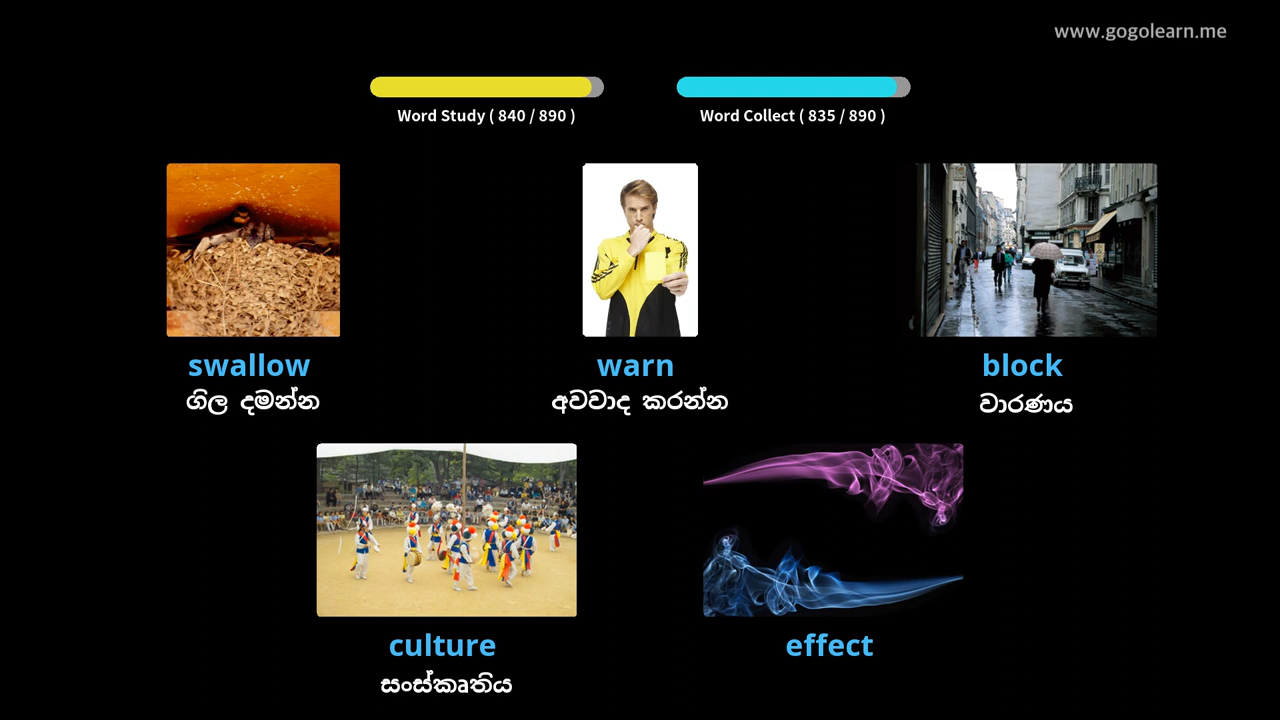 www.gogolearn.me
Word Study ( 840 / 890 )
Word Collect ( 835 / 890 )
swallow
ගිල දමන්න
warn
අවවාද කරන්න
block
වාරණය
culture
සංස්කෘතිය
effect